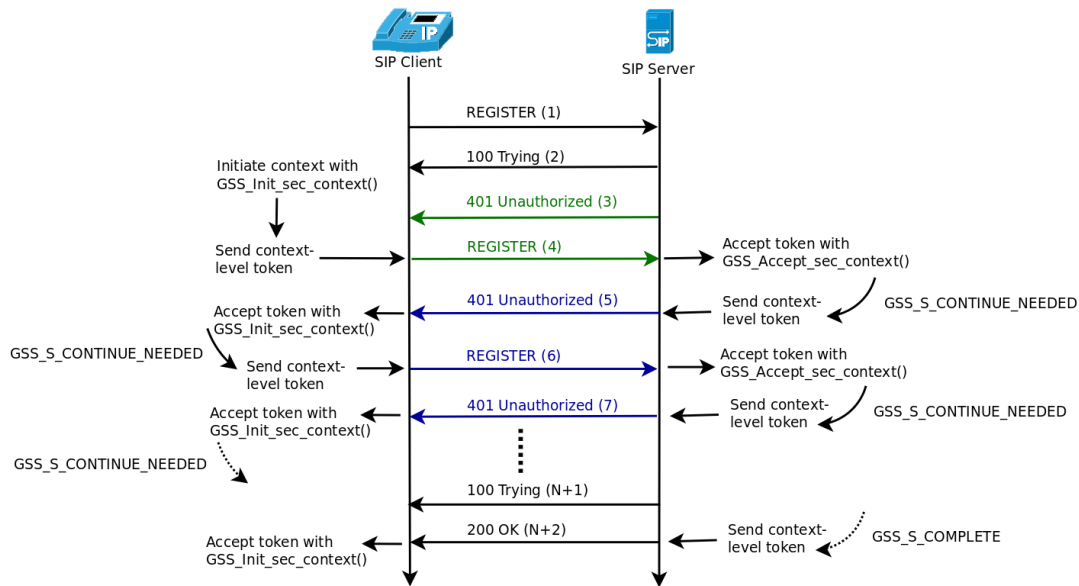 IP
SIP
SIP Client
SIP Server
REGISTER (1)
100 Trying (2)
Initiate context with
GSS_Init_sec_context()
401 Unauthorized (3)
Send context-
level token
REGISTER (4)
Accept token with
GSS_Accept_sec_context()
401 Unauthorized (5)
Send context-
level token
GSS_S_CONTINUE_NEEDED
Accept token with
GSS_Init_sec_context()
GSS_S_CONTINUE_NEEDED
Send context-
level token
REGISTER (6)
Accept token with
GSS_Accept_sec_context()
401 Unauthorized (7)
Send context-
level token
GSS_S_CONTINUE_NEEDED
Accept token with
GSS_Init_sec_context()
GSS_S_CONTINUE_NEEDED
100 Trying (N+1)
200 OK (N+2)
Send context-
level token
GSS_S_COMPLETE
Accept token with
GSS_Init_sec_context()